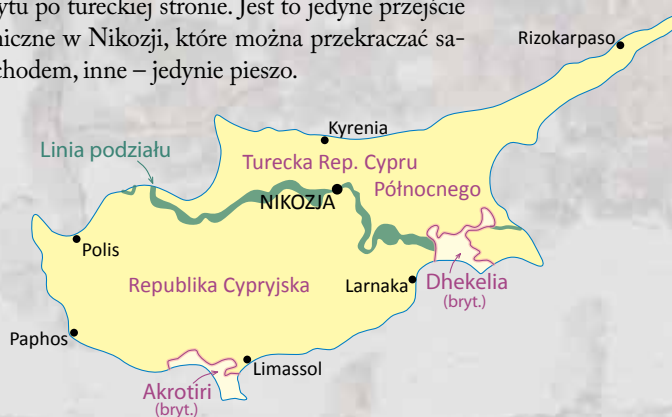 ytu po tureckiej stronie. Jest to jedyne przejście
niczne w Nikozji, które można przekraczać sa-
chodem, inne – jedynie pieszo.
Rizokarpaso
Kyrenia
Linia podziału
Turecka Rep. Cypru
Północnego
NIKOZJA
Polis
Republika Cypryjska
Larnaka
Dhekelia
(bryt.)
Paphos
Limassol
Akrotiri
(bryt.)